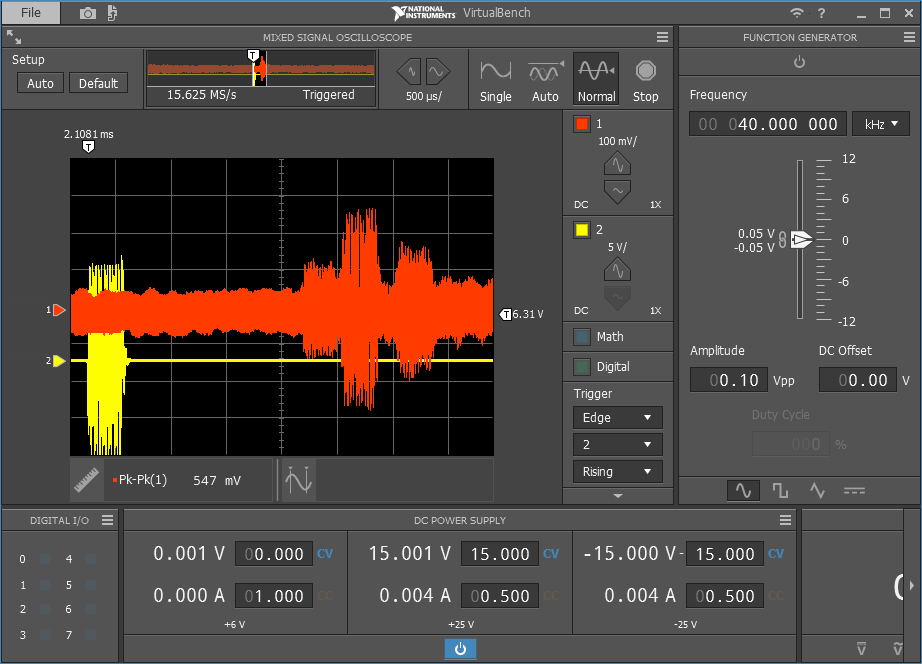 File
NATIONAL INSTRUMENTS VirtualBench
?
MIXED SIGNAL OSCILLOSCOPE
FUNCTION GENERATOR
Setup
Auto
Default
T
15.625 MS/s
Triggered
500 µs/
Single
Auto
Normal
Stop
2.1081 ms
T
1
2
T 6.31 V
1
100 mV/
DC
1X
2
5 V/
DC
1X
Math
Digital
Trigger
Edge
2
Rising
Pk-Pk(1) 547 mV
Frequency
00 040.000 000
kHz
12
6
0
-6
-12
0.05 V
-0.05 V
Amplitude
00.10 Vpp
DC Offset
00.00 V
Duty Cycle
000 %
DIGITAL I/O
0 4
1 5
2 6
3 7
DC POWER SUPPLY
0.001 V 00.000 CV
0.000 A 01.000 CC
+6 V
15.001 V 15.000 CV
0.004 A 00.500 CC
+25 V
-15.000 V -15.000 CV
0.004 A 00.500 CC
-25 V
V
V